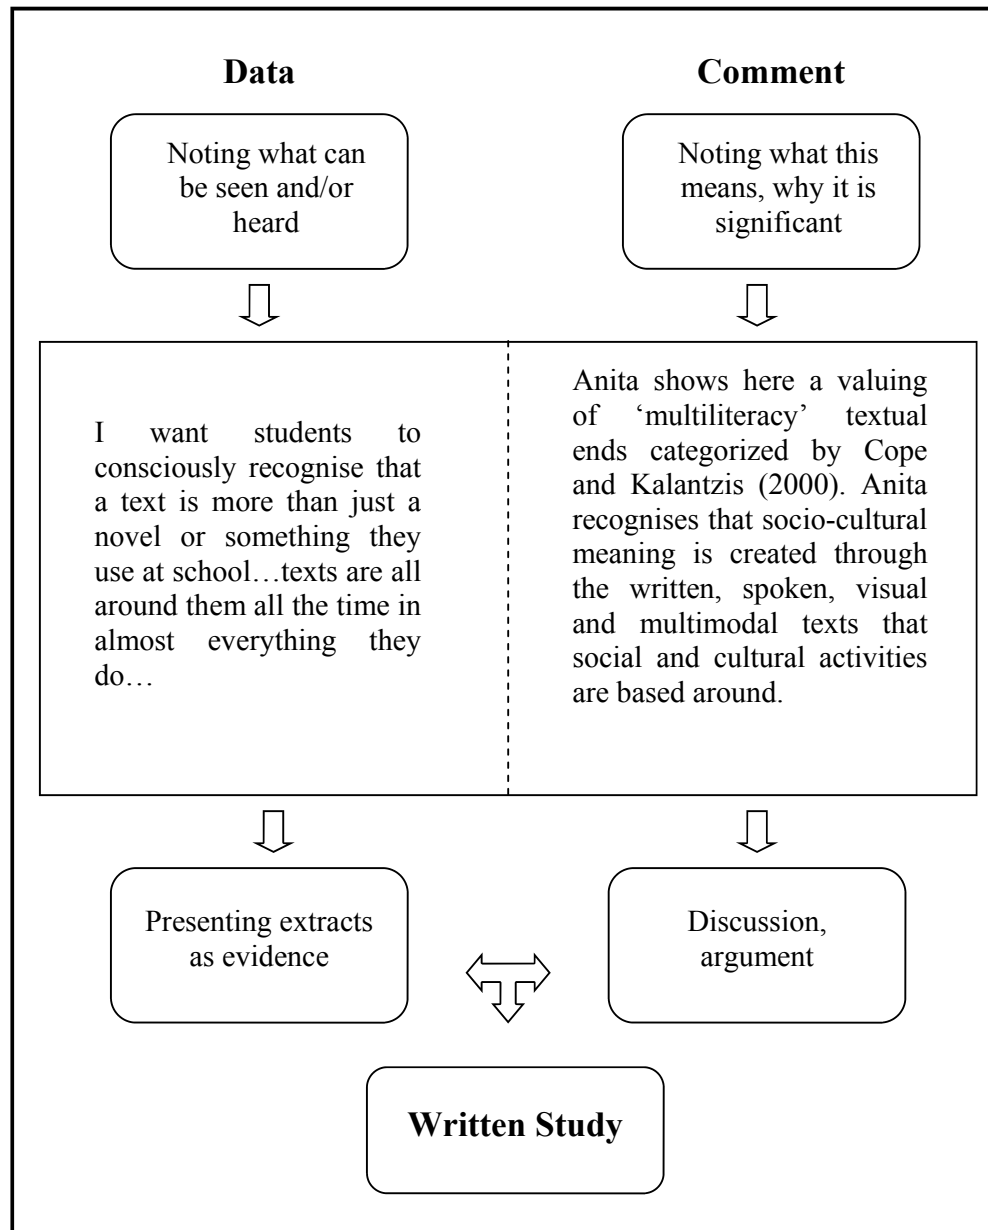 Data
Comment
Noting what can
be seen and/or
heard
Noting what this
means, why it is
significant
I want students to
consciously recognise that
a text is more than just a
novel or something they
use at school…texts are all
around them all the time in
almost everything they
do…
Anita shows here a valuing
of ‘multiliteracy’ textual
ends categorized by Cope
and Kalantzis (2000). Anita
recognises that socio-cultural
meaning is created through
the written, spoken, visual
and multimodal texts that
social and cultural activities
are based around.
Presenting extracts
as evidence
Discussion,
argument
Written Study